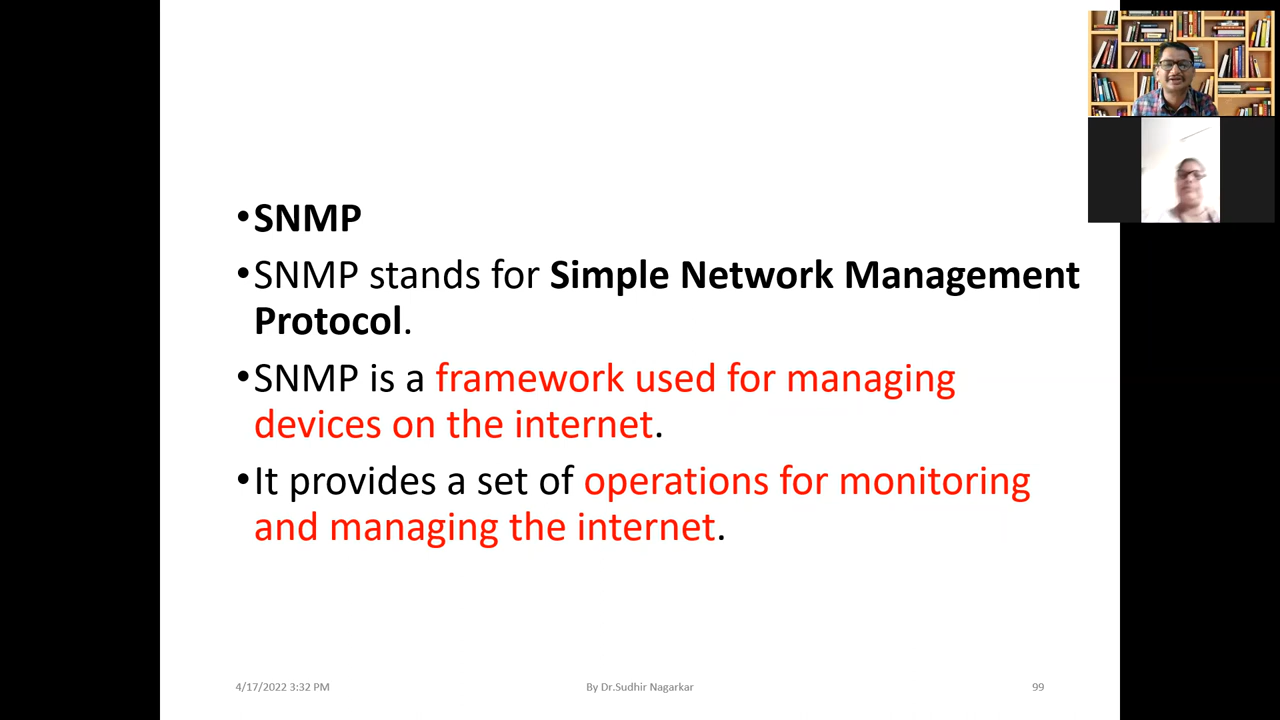 •SNMP
•SNMP stands for Simple Network Management
Protocol.
•SNMP is a framework used for managing
devices on the internet.
•It provides a set of operations for monitoring
and managing the internet.
4/17/2022 3:32 PM
By Dr.Sudhir Nagarkar
99